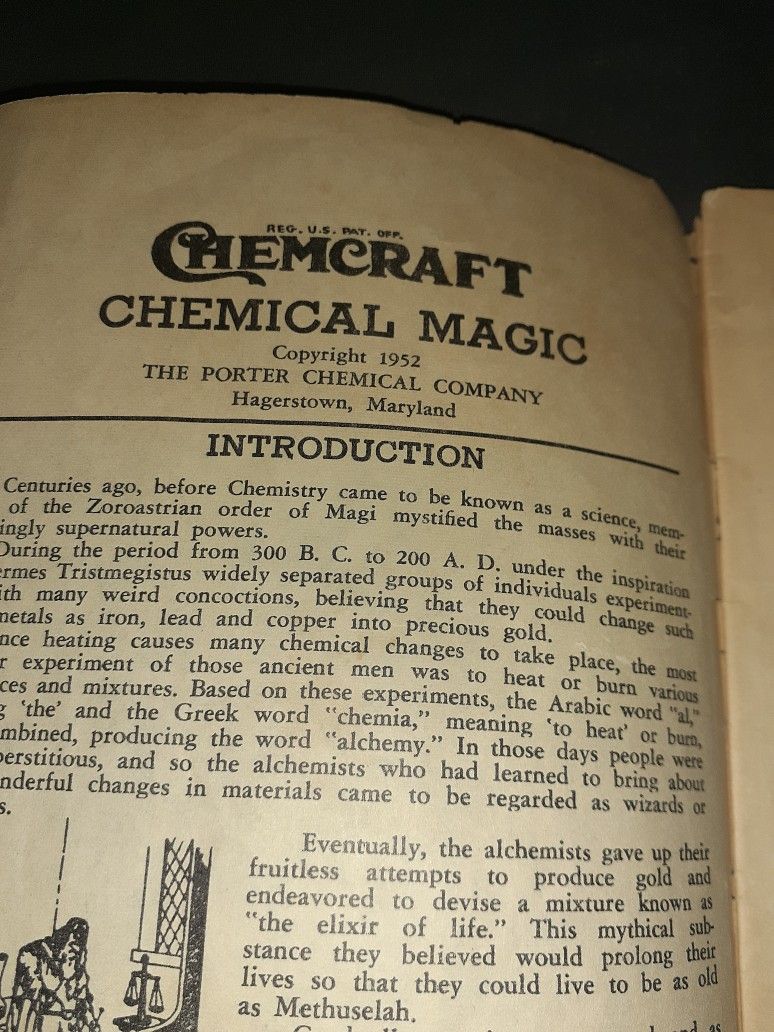 REG. U.S. PAT. OFF.
CHEMCRAFT
CHEMICAL MAGIC
Copyright 1952
THE PORTER CHEMICAL COMPANY
Hagerstown, Maryland
INTRODUCTION
Centuries ago, before Chemistry came to be known as a science, mem-
of the Zoroastrian order of Magi mystified the masses with their
ingly supernatural powers.
During the period from 300 B. C. to 200 A. D. under the inspiration
ermes Tristmegistus widely separated groups of individuals experiment-
ith many weird concoctions, believing that they could change such
metals as iron, lead and copper into precious gold.
nce heating causes many chemical changes to take place, the most
r experiment of those ancient men was to heat or burn various
ces and mixtures. Based on these experiments, the Arabic word "al,"
g 'the' and the Greek word "chemia," meaning 'to heat' or burn,
mbined, producing the word "alchemy." In those days people were
perstitious, and so the alchemists who had learned to bring about
nderful changes in materials came to be regarded as wizards or
s.
Eventually, the alchemists gave up their
fruitless attempts to produce gold and
endeavored to devise a mixture known as
"the elixir of life." This mythical sub-
stance they believed would prolong their
lives so that they could live to be as old
as Methuselah.